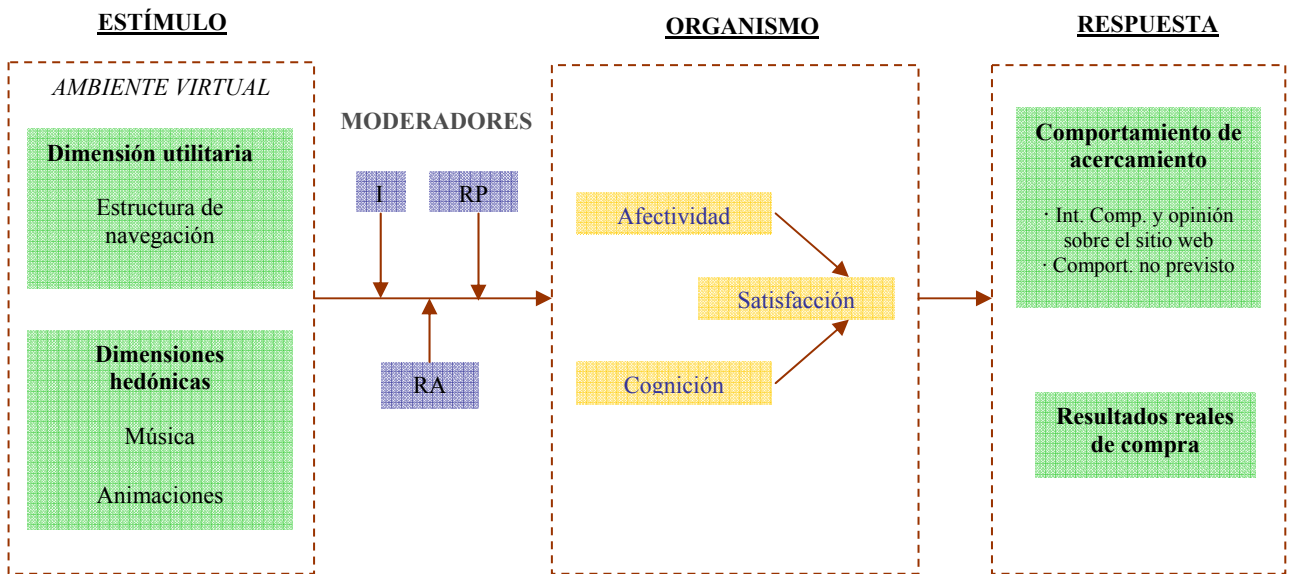 ESTÍMULO
AMBIENTE VIRTUAL
Dimensión utilitaria
Estructura de
navegación
Dimensiones
hedónicas
Música
Animaciones
MODERADORES
I
RP
RA
ORGANISMO
Afectividad
Satisfacción
Cognición
RESPUESTA
Comportamiento de
acercamiento
· Int. Comp. y opinión
sobre el sitio web
· Comport. no previsto
Resultados reales
de compra